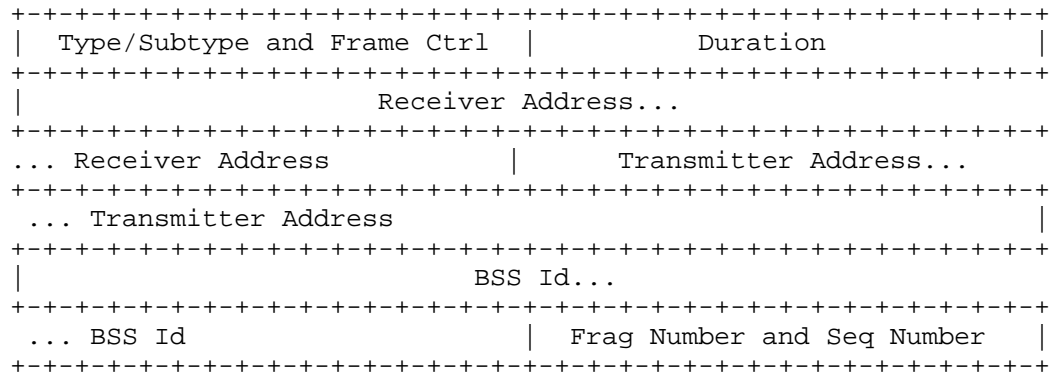 +-+-+-+-+-+-+-+-+-+-+-+-+-+-+-+-+-+-+-+-+-+-+-+-+-+-+-+-+-+-+-+-+
|  Type/Subtype and Frame Ctrl  |           Duration            |
+-+-+-+-+-+-+-+-+-+-+-+-+-+-+-+-+-+-+-+-+-+-+-+-+-+-+-+-+-+-+-+-+
|                      Receiver Address...
+-+-+-+-+-+-+-+-+-+-+-+-+-+-+-+-+-+-+-+-+-+-+-+-+-+-+-+-+-+-+-+-+
... Receiver Address           |      Transmitter Address...
+-+-+-+-+-+-+-+-+-+-+-+-+-+-+-+-+-+-+-+-+-+-+-+-+-+-+-+-+-+-+-+-+
 ... Transmitter Address                                       |
+-+-+-+-+-+-+-+-+-+-+-+-+-+-+-+-+-+-+-+-+-+-+-+-+-+-+-+-+-+-+-+-+
|                            BSS Id...
+-+-+-+-+-+-+-+-+-+-+-+-+-+-+-+-+-+-+-+-+-+-+-+-+-+-+-+-+-+-+-+-+
 ... BSS Id                     |  Frag Number and Seq Number   |
+-+-+-+-+-+-+-+-+-+-+-+-+-+-+-+-+-+-+-+-+-+-+-+-+-+-+-+-+-+-+-+-+